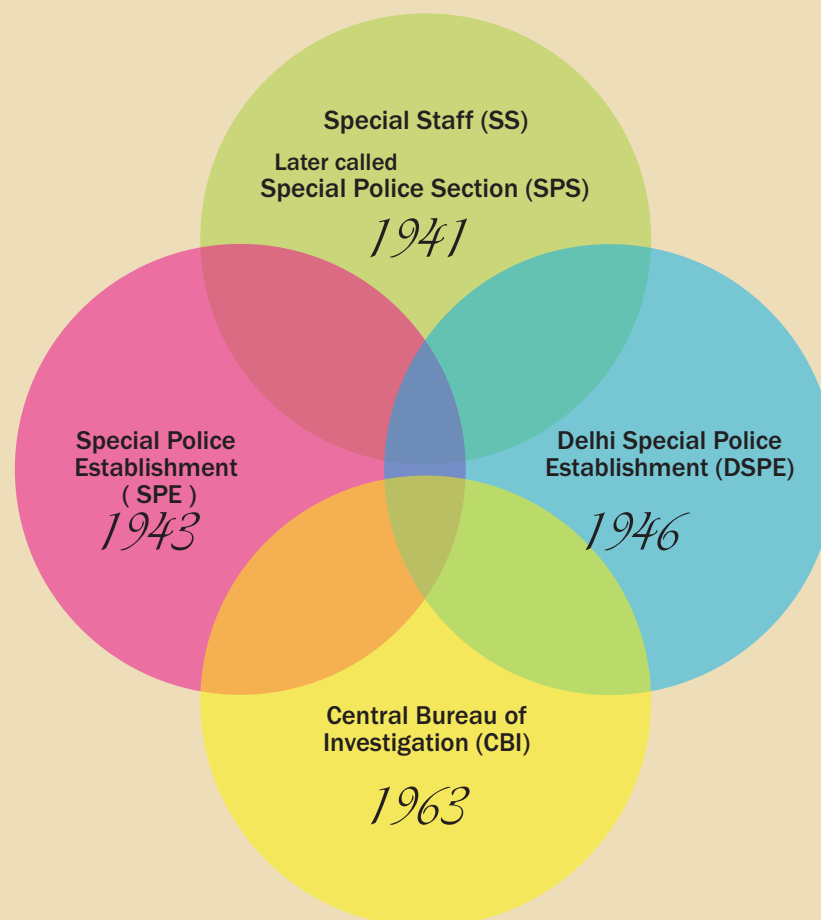 Special Staff (SS)
Later called
Special Police Section (SPS)
1941
Special Police
Establishment
( SPE )
1943
Delhi Special Police
Establishment (DSPE)
1946
Central Bureau of
Investigation (CBI)
1963